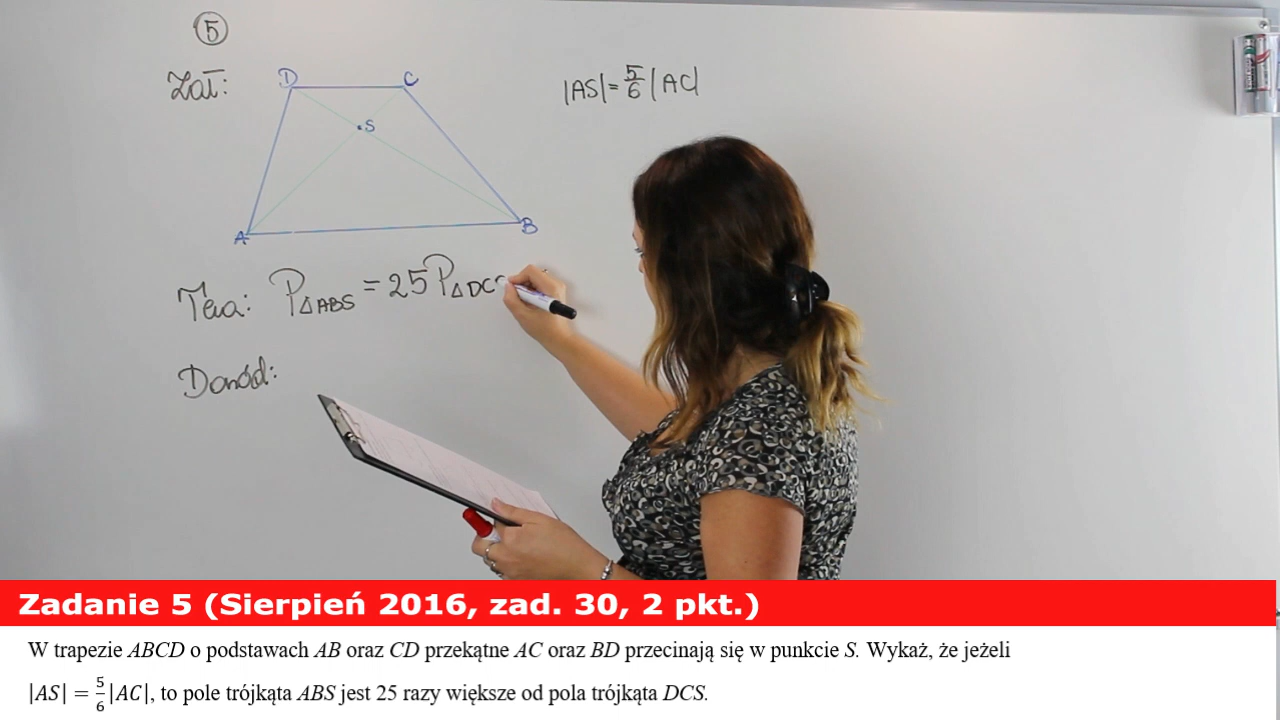 5
Zał:
D
C
|AS| = 5/6 |AC|
S
A
B
Teza: P△ABS = 25P△DCS
Dowód:
Zadanie 5 (Sierpień 2016, zad. 30, 2 pkt.)
W trapezie ABCD o podstawach AB oraz CD przekątne AC oraz BD przecinają się w punkcie S. Wykaż, że jeżeli
|AS| = 5/6 |AC|, to pole trójkąta ABS jest 25 razy większe od pola trójkąta DCS.